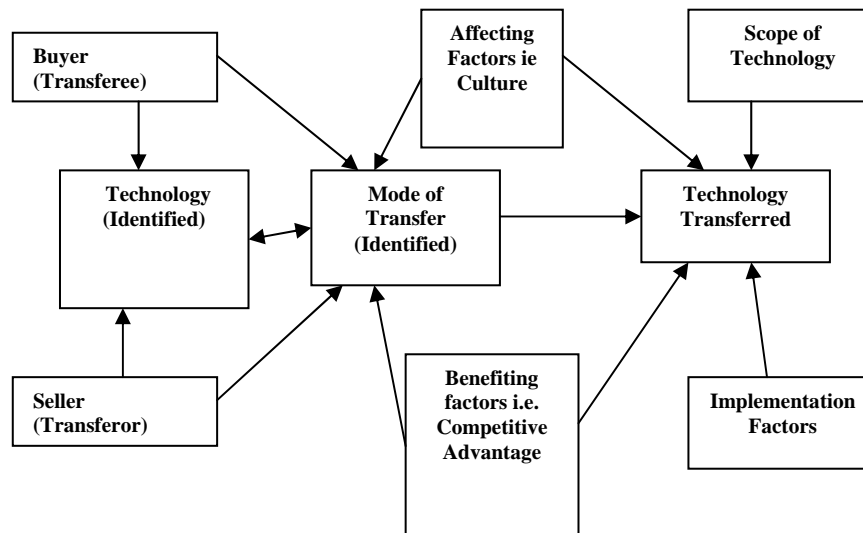 Buyer
(Transferee)
Affecting
Factors ie
Culture
Scope of
Technology
Technology
(Identified)
Mode of
Transfer
(Identified)
Technology
Transferred
Seller
(Transferor)
Benefiting
factors i.e.
Competitive
Advantage
Implementation
Factors